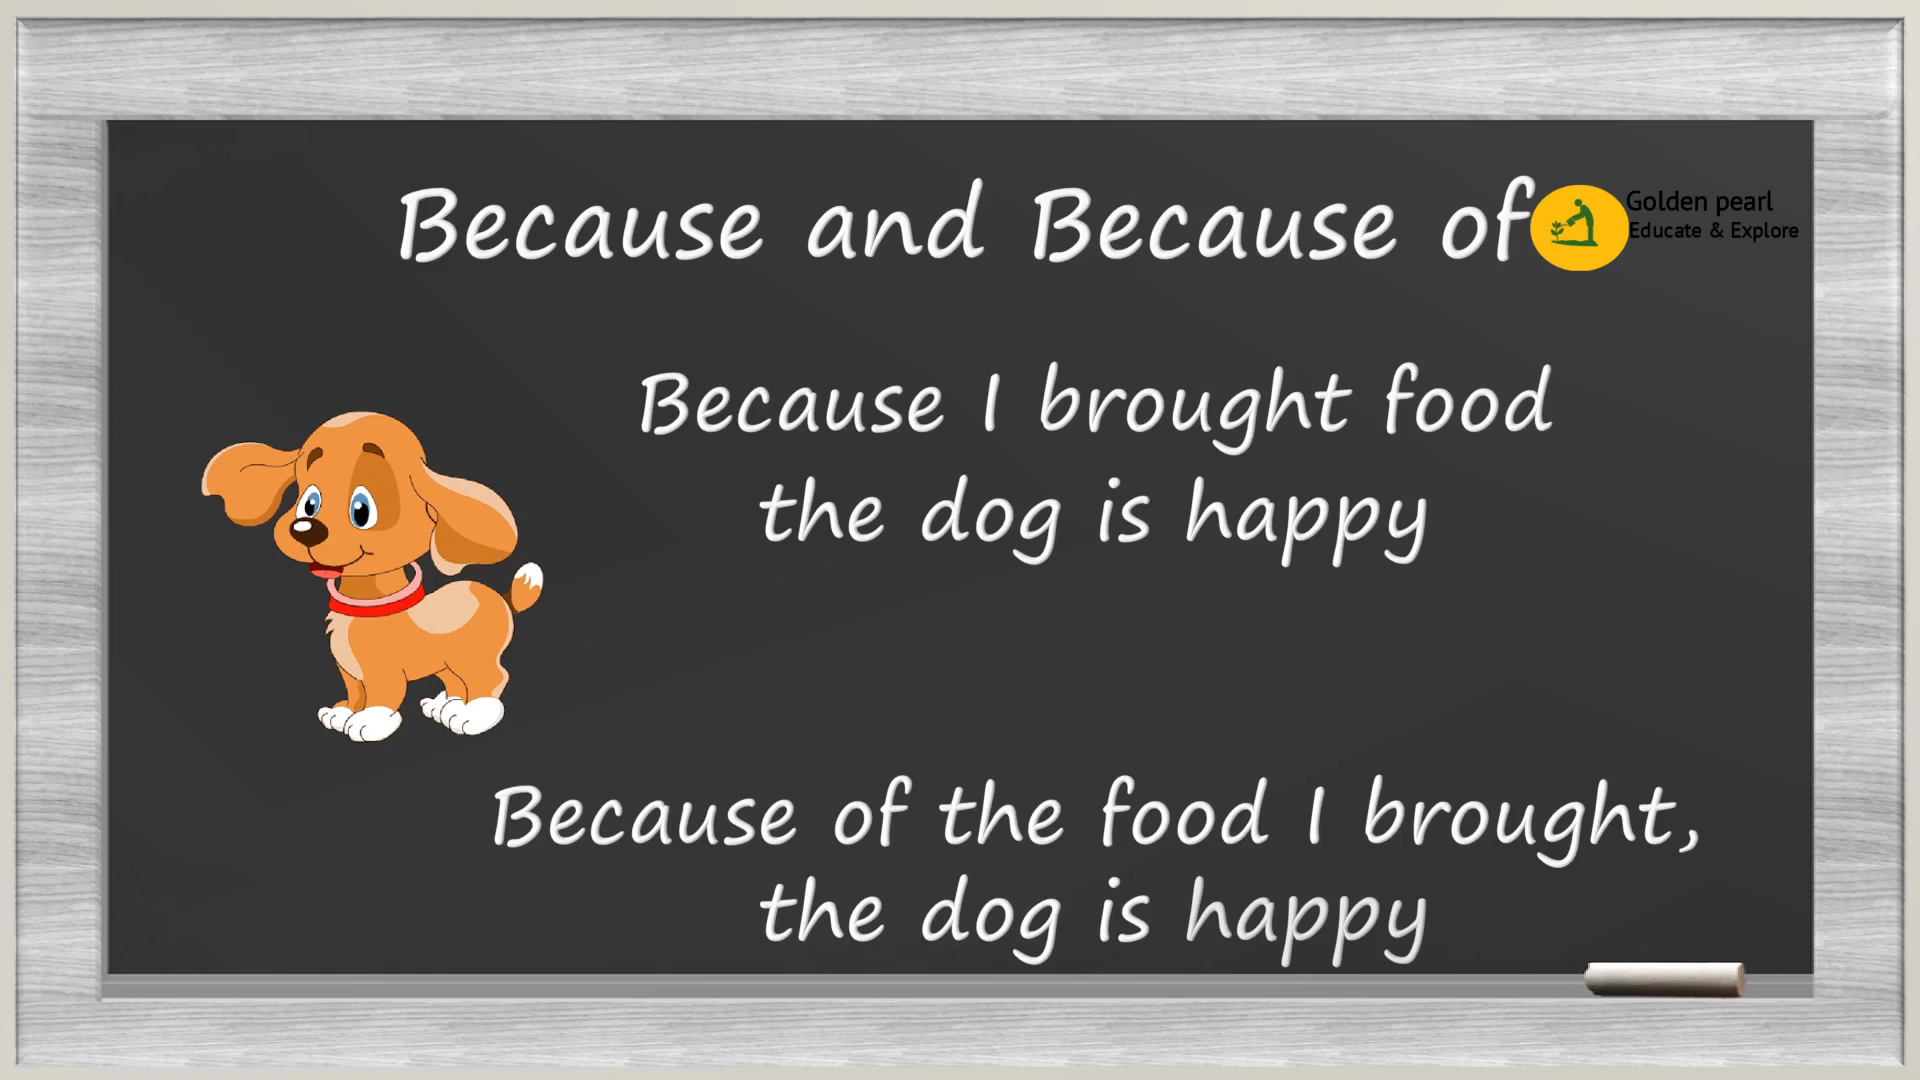 Because and Because of
Golden pearl
Educate & Explore
Because I brought food
the dog is happy
Because of the food I brought,
the dog is happy